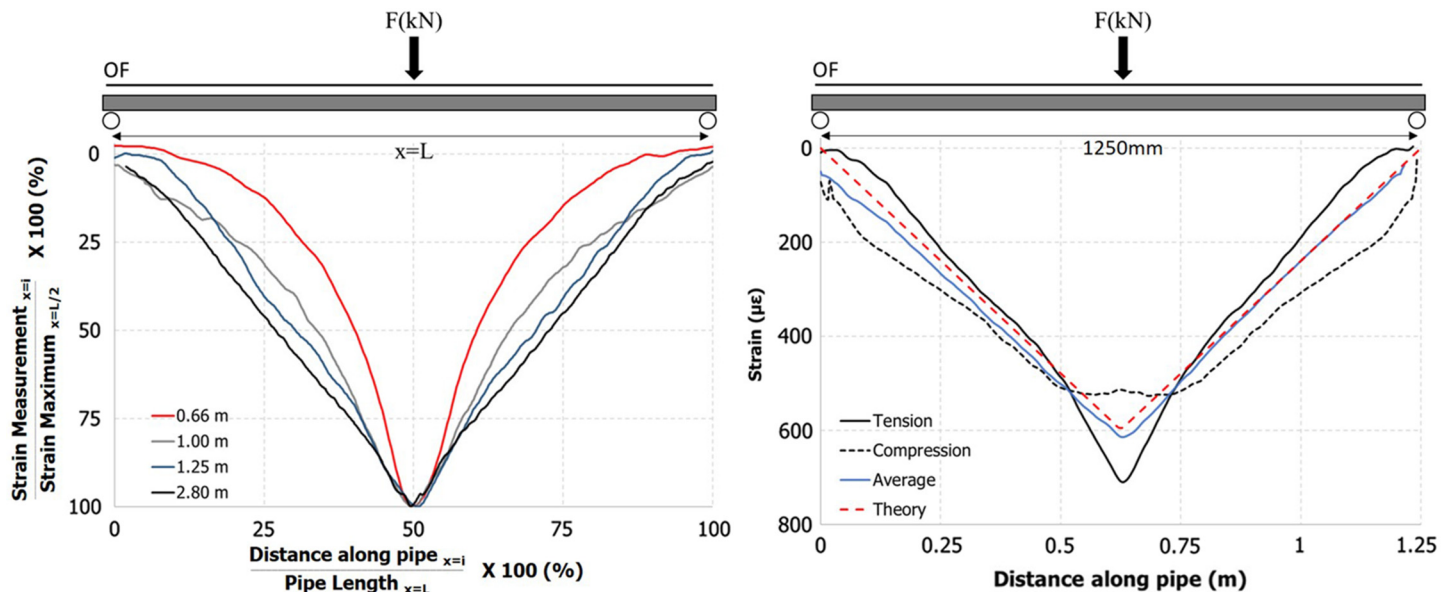 F(kN)
OF
x=L
0
25
50
75
100
Strain Measurement x=i
Strain Maximum x=L/2
X 100 (%)
0.66 m
1.00 m
1.25 m
2.80 m
0 25 50 75 100
Distance along pipe x=i
Pipe Length x=L
X 100 (%)
F(kN)
OF
1250mm
0
200
400
600
800
Strain (με)
Tension
Compression
Average
Theory
0 0.25 0.5 0.75 1 1.25
Distance along pipe (m)